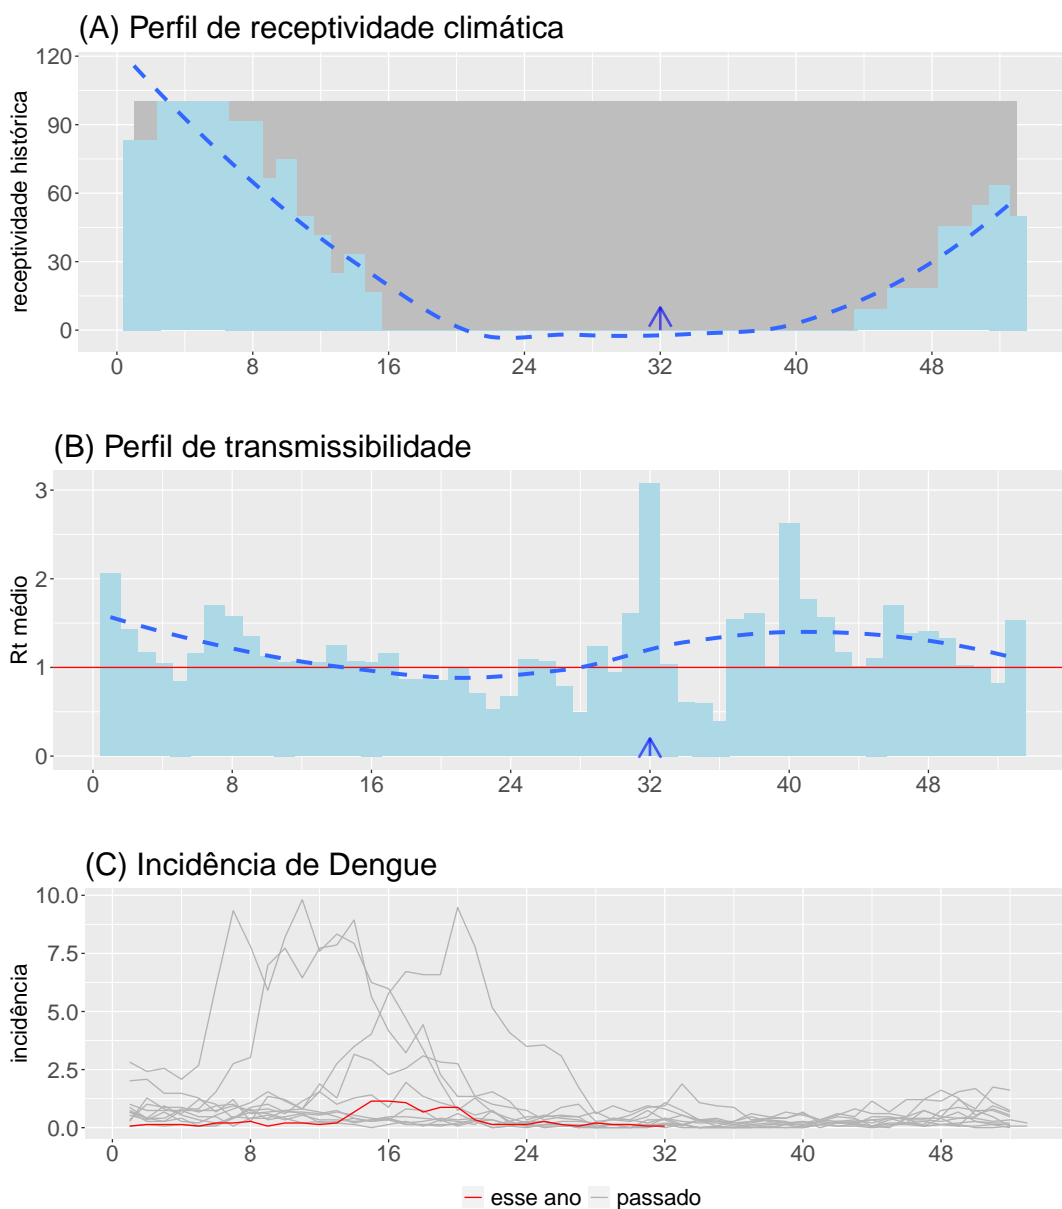 (A) Perfil de receptividade climática
receptividade histórica
120
90
60
30
0
0 8 16 24 32 40 48
(B) Perfil de transmissibilidade
Rt médio
3
2
1
0
0 8 16 24 32 40 48
(C) Incidência de Dengue
incidência
10.0
7.5
5.0
2.5
0.0
0 8 16 24 32 40 48
esse ano passado